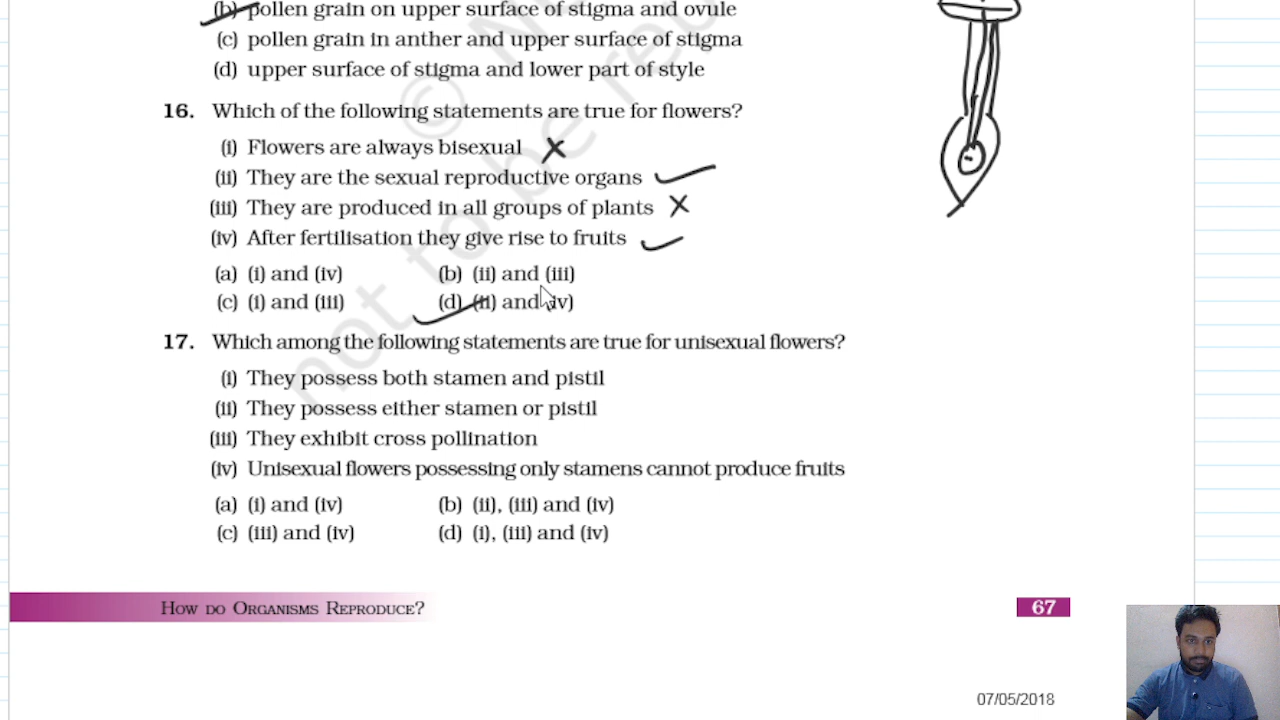 (b) pollen grain on upper surface of stigma and ovule
(c) pollen grain in anther and upper surface of stigma
(d) upper surface of stigma and lower part of style
16. Which of the following statements are true for flowers?
(i) Flowers are always bisexual
(ii) They are the sexual reproductive organs
(iii) They are produced in all groups of plants
(iv) After fertilisation they give rise to fruits
(a) (i) and (iv) (b) (ii) and (iii)
(c) (i) and (iii) (d) (ii) and (iv)
17. Which among the following statements are true for unisexual flowers?
(i) They possess both stamen and pistil
(ii) They possess either stamen or pistil
(iii) They exhibit cross pollination
(iv) Unisexual flowers possessing only stamens cannot produce fruits
(a) (i) and (iv) (b) (ii), (iii) and (iv)
(c) (iii) and (iv) (d) (i), (iii) and (iv)
How do Organisms Reproduce? 67
07/05/2018
not to be re
©